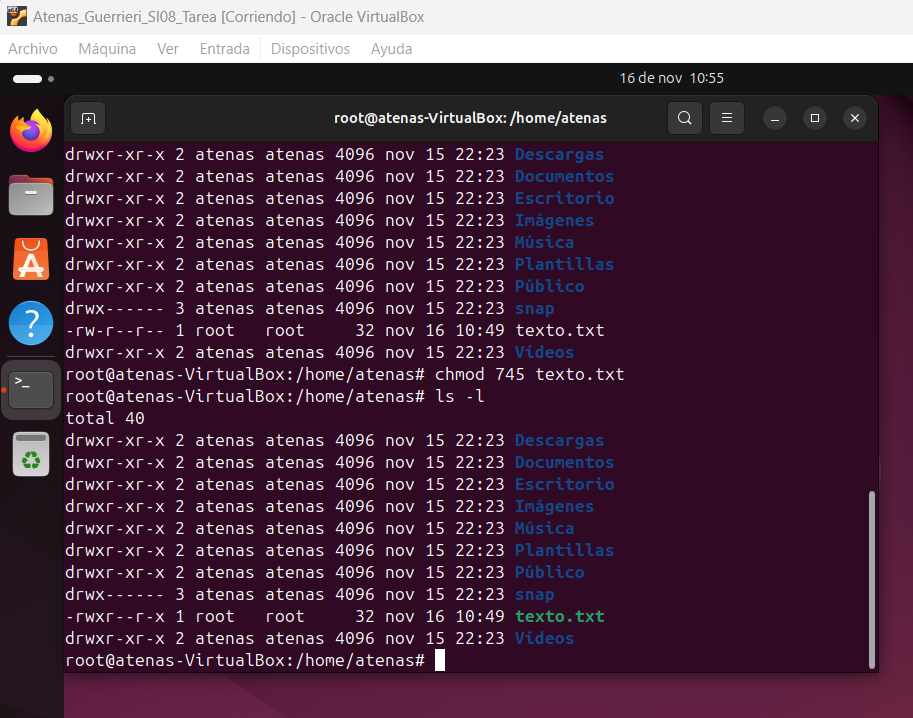 Atenas_Guerrieri_SI08_Tarea [Corriendo] - Oracle VirtualBox
Archivo Máquina Ver Entrada Dispositivos Ayuda
16 de nov 10:55
root@atenas-VirtualBox: /home/atenas
drwxr-xr-x 2 atenas atenas 4096 nov 15 22:23 Descargas
drwxr-xr-x 2 atenas atenas 4096 nov 15 22:23 Documentos
drwxr-xr-x 2 atenas atenas 4096 nov 15 22:23 Escritorio
drwxr-xr-x 2 atenas atenas 4096 nov 15 22:23 Imágenes
drwxr-xr-x 2 atenas atenas 4096 nov 15 22:23 Música
drwxr-xr-x 2 atenas atenas 4096 nov 15 22:23 Plantillas
drwxr-xr-x 2 atenas atenas 4096 nov 15 22:23 Público
drwx------ 3 atenas atenas 4096 nov 15 22:23 snap
-rw-r--r-- 1 root   root     32 nov 16 10:49 texto.txt
drwxr-xr-x 2 atenas atenas 4096 nov 15 22:23 Vídeos
root@atenas-VirtualBox:/home/atenas# chmod 745 texto.txt
root@atenas-VirtualBox:/home/atenas# ls -l
total 40
drwxr-xr-x 2 atenas atenas 4096 nov 15 22:23 Descargas
drwxr-xr-x 2 atenas atenas 4096 nov 15 22:23 Documentos
drwxr-xr-x 2 atenas atenas 4096 nov 15 22:23 Escritorio
drwxr-xr-x 2 atenas atenas 4096 nov 15 22:23 Imágenes
drwxr-xr-x 2 atenas atenas 4096 nov 15 22:23 Música
drwxr-xr-x 2 atenas atenas 4096 nov 15 22:23 Plantillas
drwxr-xr-x 2 atenas atenas 4096 nov 15 22:23 Público
drwx------ 3 atenas atenas 4096 nov 15 22:23 snap
-rwxr--r-x 1 root   root     32 nov 16 10:49 texto.txt
drwxr-xr-x 2 atenas atenas 4096 nov 15 22:23 Vídeos
root@atenas-VirtualBox:/home/atenas#